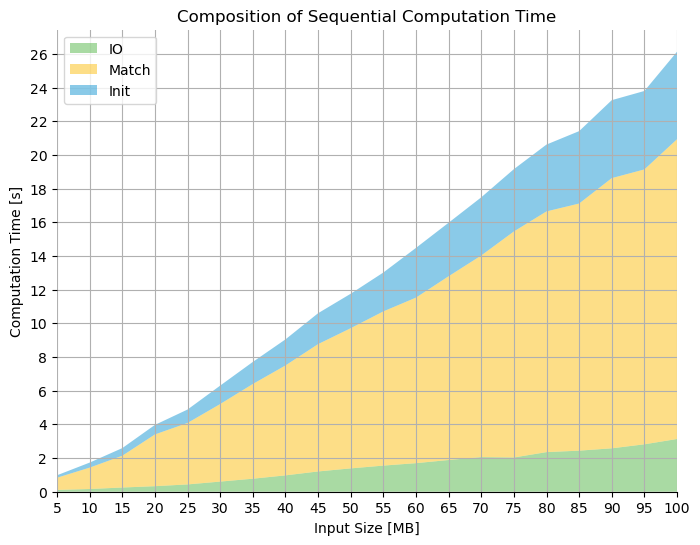 Composition of Sequential Computation Time
IO
Match
Init
Computation Time [s]
26
24
22
20
18
16
14
12
10
8
6
4
2
0
5 10 15 20 25 30 35 40 45 50 55 60 65 70 75 80 85 90 95 100
Input Size [MB]